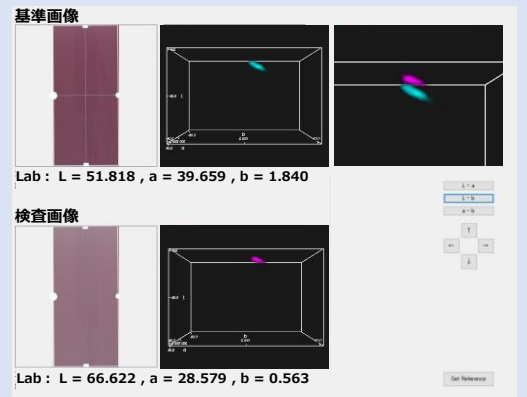 基準画像
Lab： L = 51.818 , a = 39.659 , b = 1.840
L - a
L - b
a - b
↑
← →
↓
検査画像
Lab： L = 66.622 , a = 28.579 , b = 0.563
Set Reference